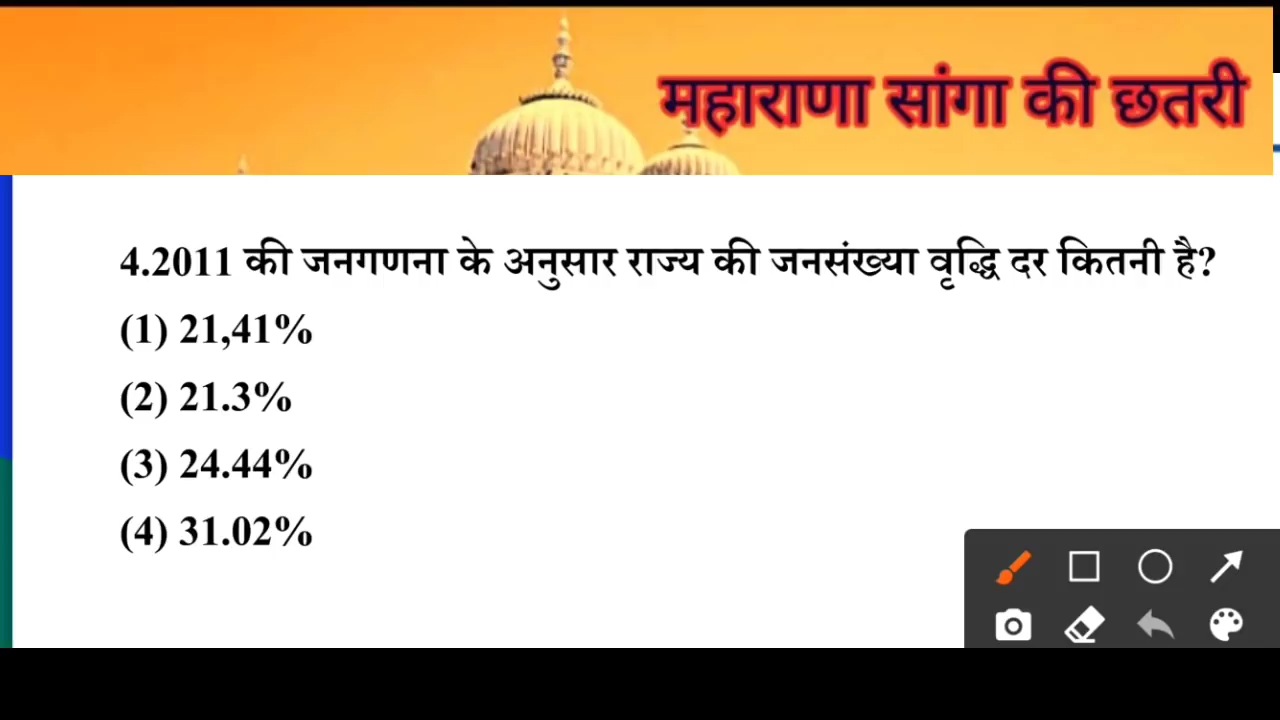 महाराणा सांगा की छतरी
4.2011 की जनगणना के अनुसार राज्य की जनसंख्या वृद्धि दर कितनी है?
(1) 21,41%
(2) 21.3%
(3) 24.44%
(4) 31.02%